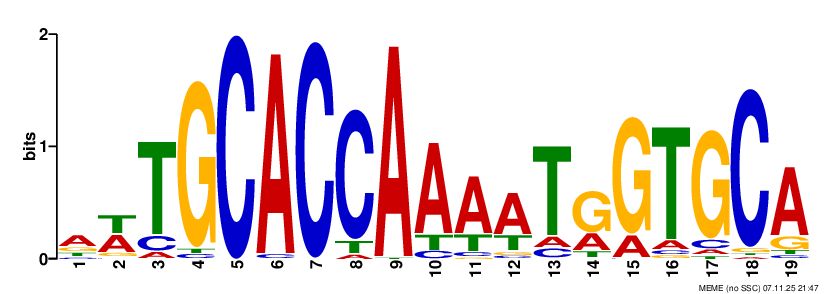 2
bits
1
0
ATTGCACCAAAATGGTGCA
1 2 3 4 5 6 7 8 9 10 11 12 13 14 15 16 17 18 19
MEME (no SSC) 07.11.25 21:47